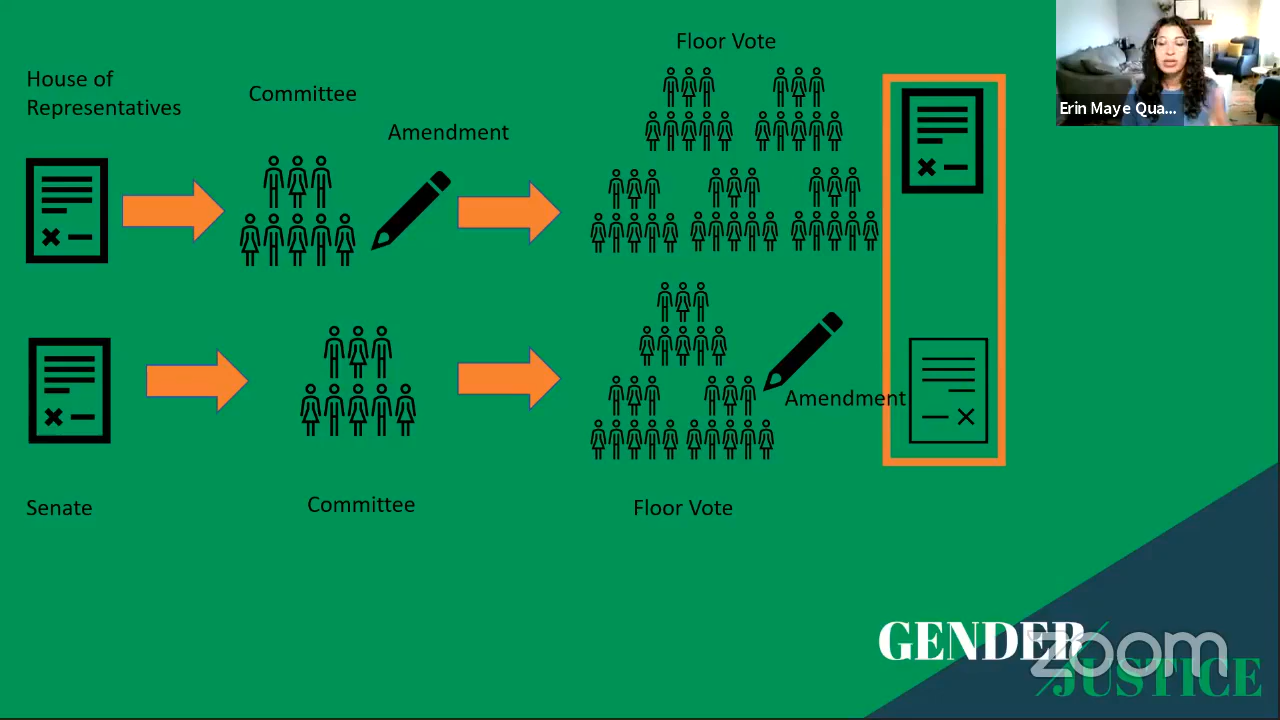 Floor Vote
House of
Representatives
Committee
Amendment
Erin Maye Qua...
Amendment
Senate
Committee
Floor Vote
GENDER
JUSTICE
zoom